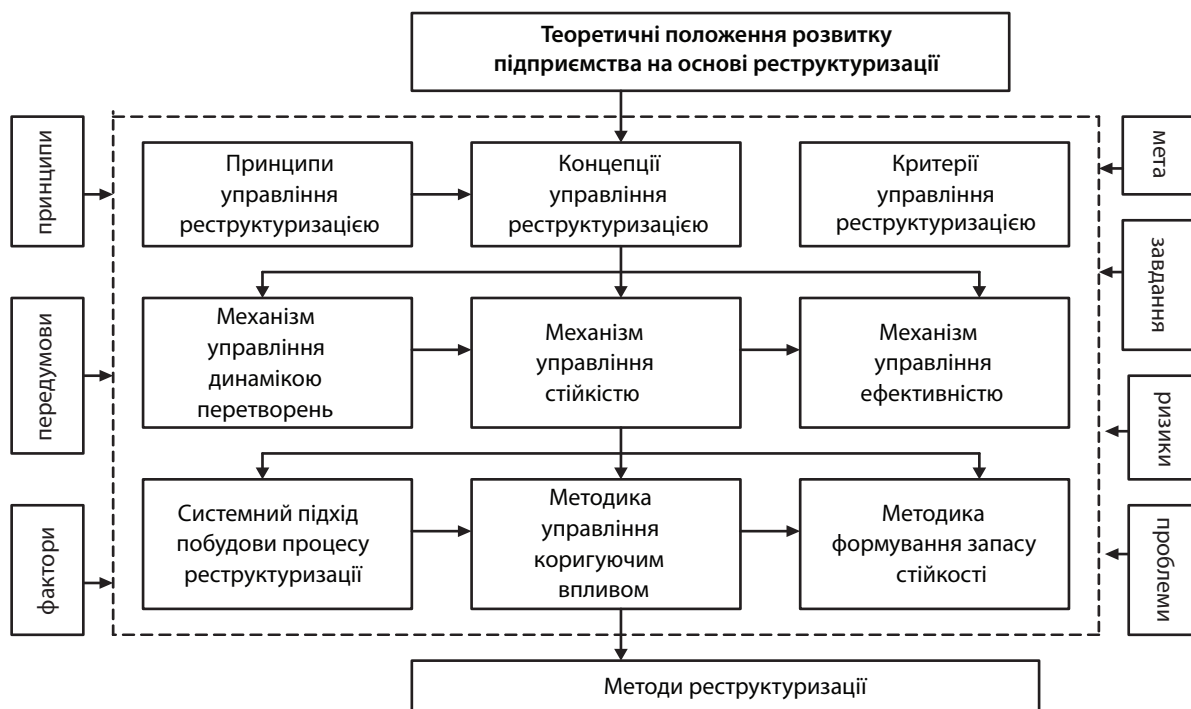 Теоретичні положення розвитку
підприємства на основі реструктуризації
принципи
передумови
фактори
Принципи
управління
реструктуризацією
Концепції
управління
реструктуризацією
Критерії
управління
реструктуризацією
Механізм
управління
динамікою
перетворень
Механізм
управління
стійкістю
Механізм
управління
ефективністю
Системний підхід
побудови процесу
реструктуризації
Методика
управління
коригуючим
впливом
Методика
формування запасу
стійкості
мета
завдання
ризики
проблеми
Методи реструктуризації